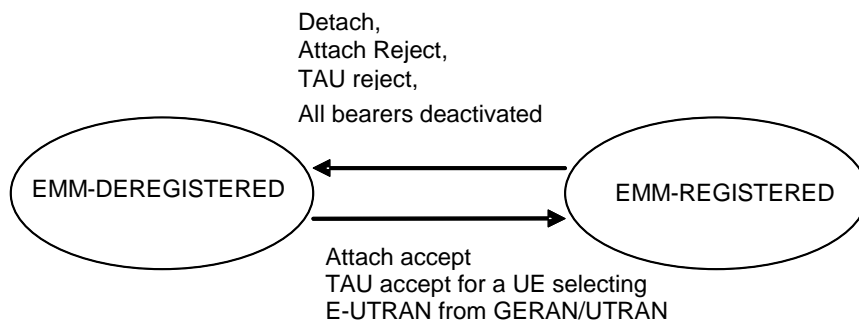 Detach,
Attach Reject,
TAU reject,
All bearers deactivated
EMM-DEREGISTERED
EMM-REGISTERED
Attach accept
TAU accept for a UE selecting
E-UTRAN from GERAN/UTRAN